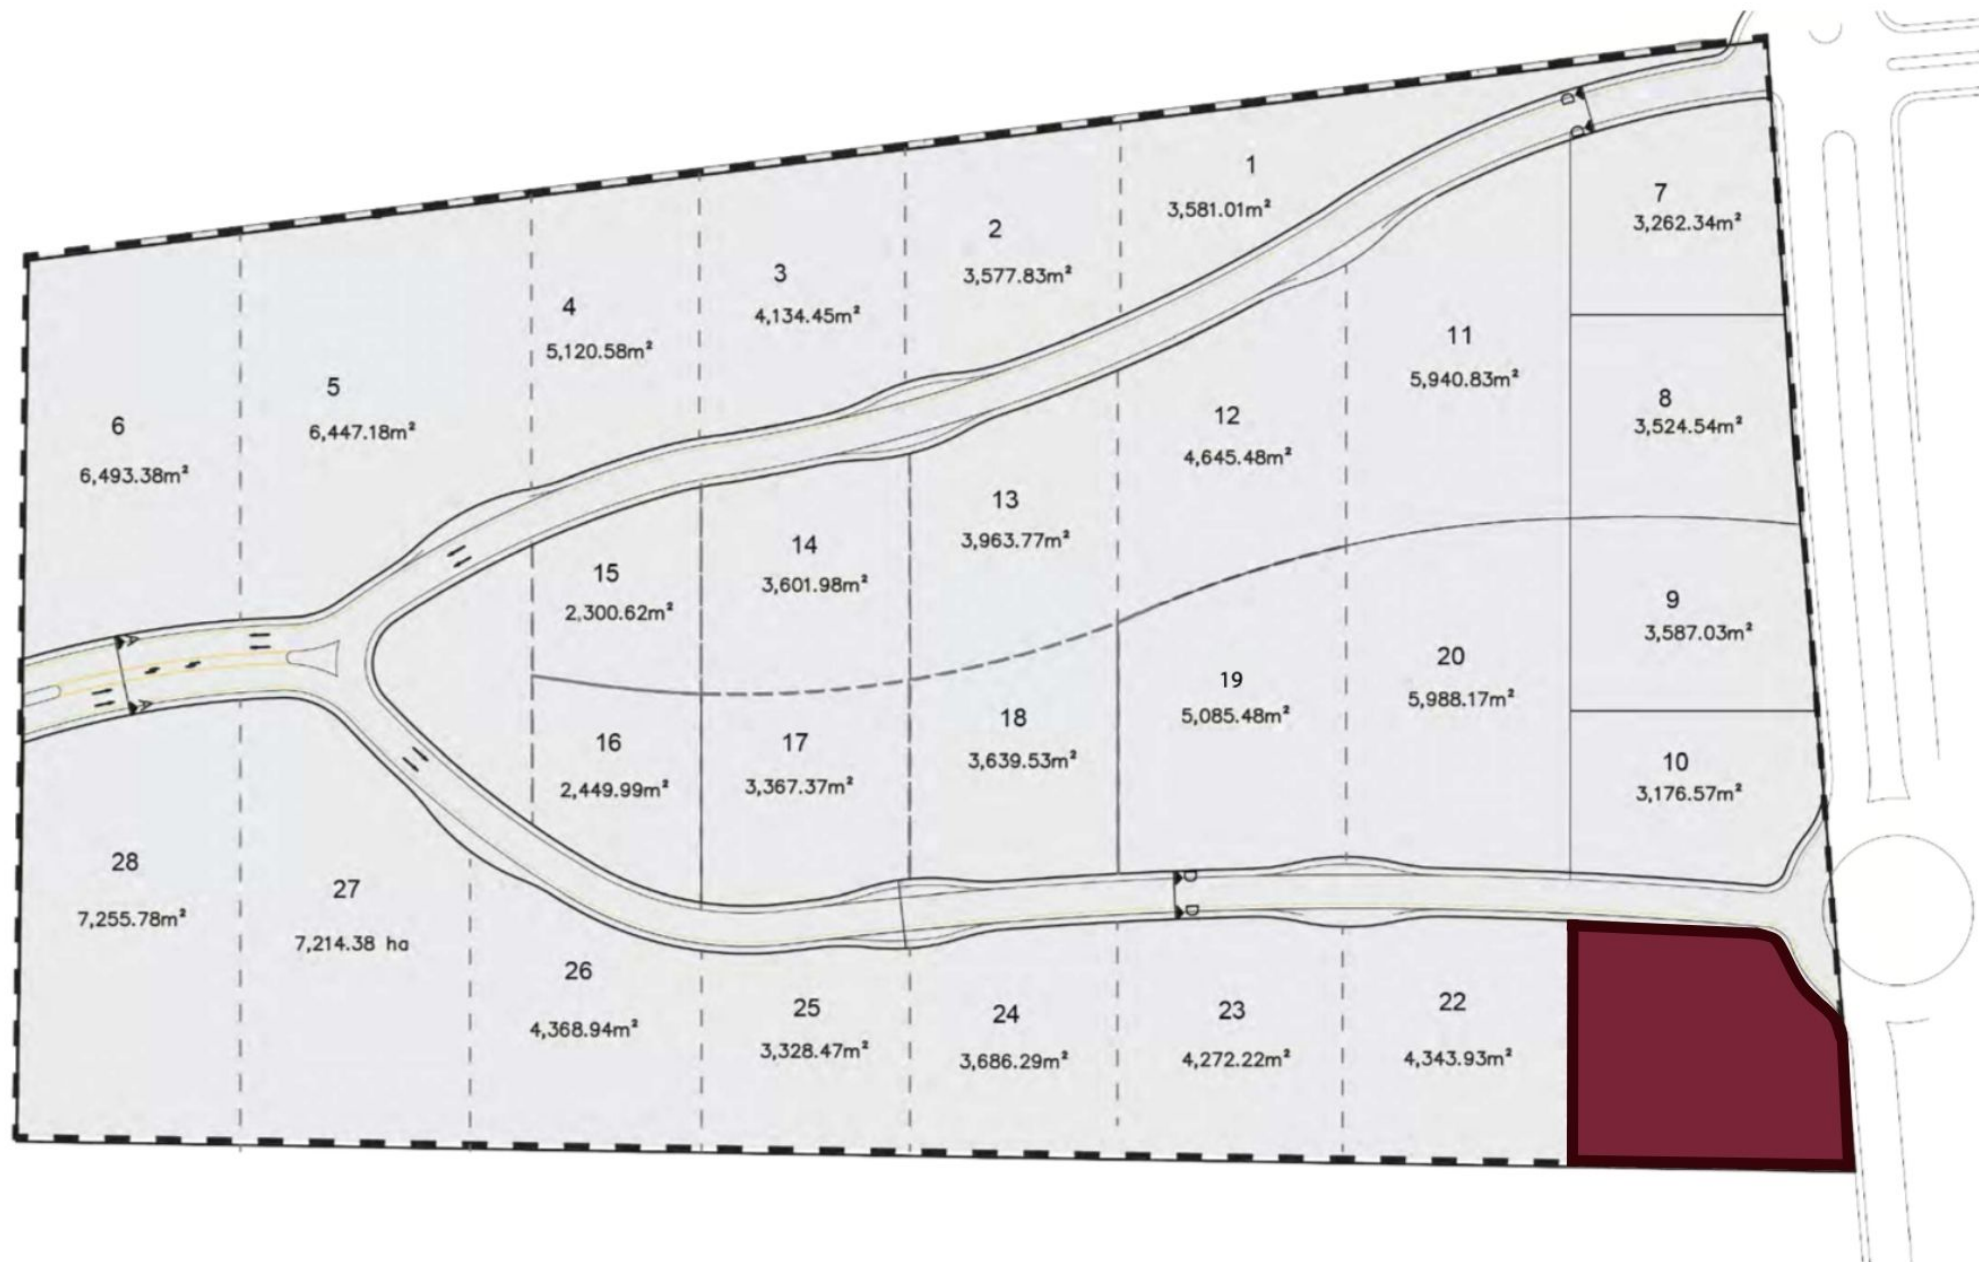 1
3,581.01m²
7
3,262.34m²
2
3,577.83m²
3
4,134.45m²
4
5,120.58m²
11
5,940.83m²
5
6,447.18m²
8
3,524.54m²
6
6,493.38m²
12
4,645.48m²
13
3,963.77m²
14
3,601.98m²
15
2,300.62m²
9
3,587.03m²
20
5,988.17m²
19
5,085.48m²
18
3,639.53m²
16
2,449.99m²
17
3,367.37m²
10
3,176.57m²
28
7,255.78m²
27
7,214.38 ha
26
4,368.94m²
25
3,328.47m²
24
3,686.29m²
23
4,272.22m²
22
4,343.93m²